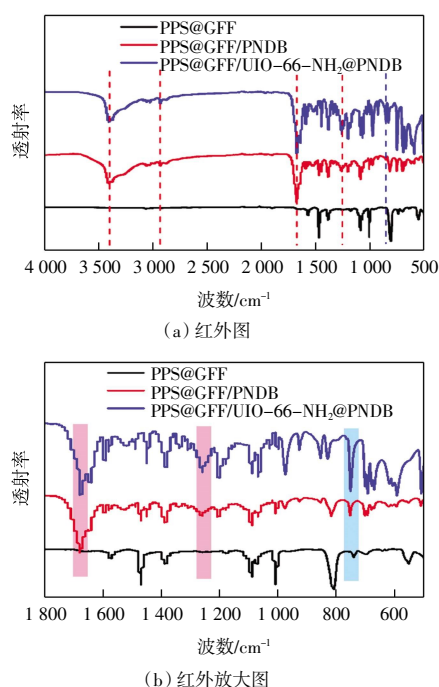 PPS@GFF
PPS@GFF/PNDB
PPS@GFF/UIO-66-NH₂@PNDB
透射率
4 000 3 500 3 000 2 500 2 000 1 500 1 000 500
波数/cm⁻¹
(a) 红外图
PPS@GFF
PPS@GFF/PNDB
PPS@GFF/UIO-66-NH₂@PNDB
透射率
1 800 1 600 1 400 1 200 1 000 800 600
波数/cm⁻¹
(b) 红外放大图